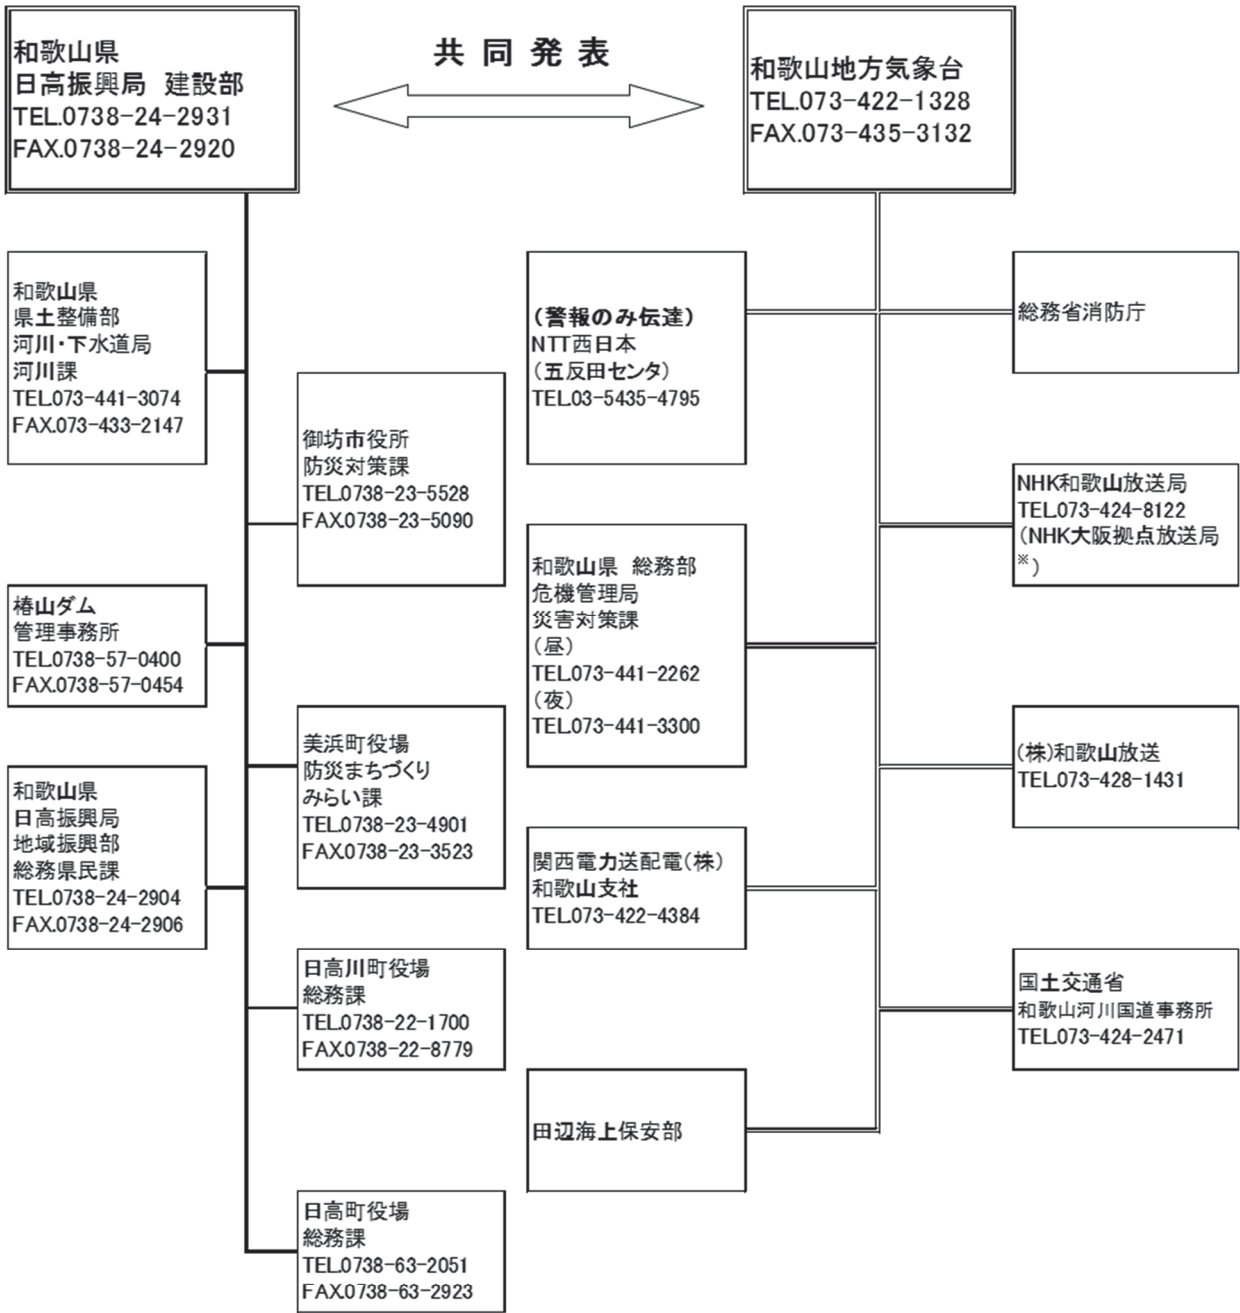 和歌山県
日高振興局 建設部
TEL.0738-24-2931
FAX.0738-24-2920
共同発表
和歌山地方気象台
TEL.073-422-1328
FAX.073-435-3132
和歌山県
県土整備部
河川・下水道局
河川課
TEL.073-441-3074
FAX.073-433-2147
椿山ダム
管理事務所
TEL.0738-57-0400
FAX.0738-57-0454
和歌山県
日高振興局
地域振興部
総務県民課
TEL.0738-24-2904
FAX.0738-24-2906
御坊市役所
防災対策課
TEL.0738-23-5528
FAX.0738-23-5090
美浜町役場
防災まちづくり
みらい課
TEL.0738-23-4901
FAX.0738-23-3523
日高川町役場
総務課
TEL.0738-22-1700
FAX.0738-22-8779
日高町役場
総務課
TEL.0738-63-2051
FAX.0738-63-2923
(警報のみ伝達)
NTT西日本
(五反田センタ)
TEL.03-5435-4795
和歌山県 総務部
危機管理局
災害対策課
(昼)
TEL.073-441-2262
(夜)
TEL.073-441-3300
関西電力送配電(株)
和歌山支社
TEL.073-422-4384
田辺海上保安部
総務省消防庁
NHK和歌山放送局
TEL.073-424-8122
(NHK大阪拠点放送局
※)
(株)和歌山放送
TEL.073-428-1431
国土交通省
和歌山河川国道事務所
TEL.073-424-2471